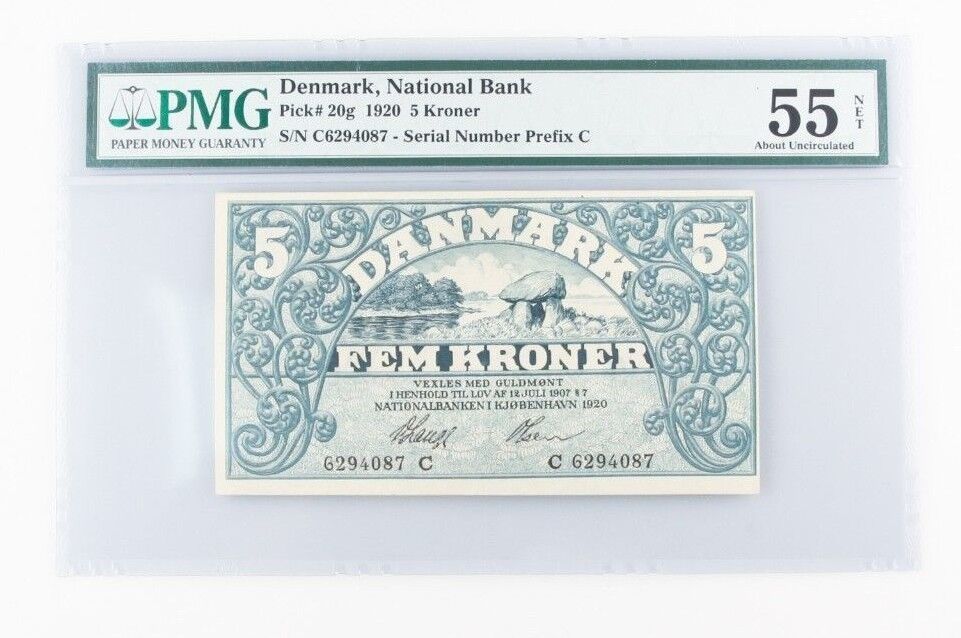 PMG
PAPER MONEY GUARANTY
Denmark, National Bank
Pick# 20g 1920 5 Kroner
S/N C6294087 - Serial Number Prefix C
55 NET
About Uncirculated
5 DANMARK 5
FEM KRONER
VEXLES MED GULDMØNT
I HENHOLD TIL LOV AF 12 JULI 1907 § 7
NATIONALBANKEN I KJØBENHAVN 1920
6294087 C
C 6294087